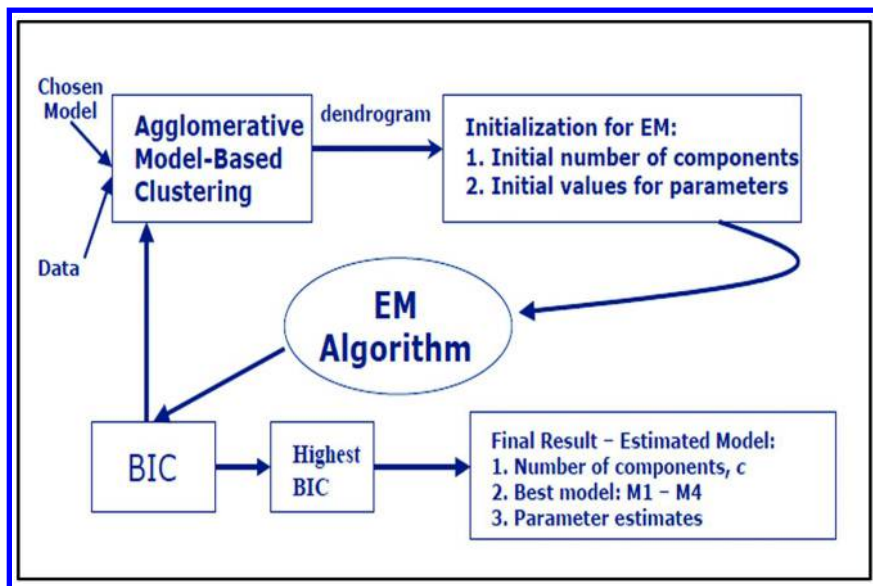 Chosen
Model
Data
Agglomerative
Model-Based
Clustering
dendrogram
Initialization for EM:
1. Initial number of components
2. Initial values for parameters
EM
Algorithm
BIC
Highest
BIC
Final Result – Estimated Model:
1. Number of components, c
2. Best model: M1 – M4
3. Parameter estimates